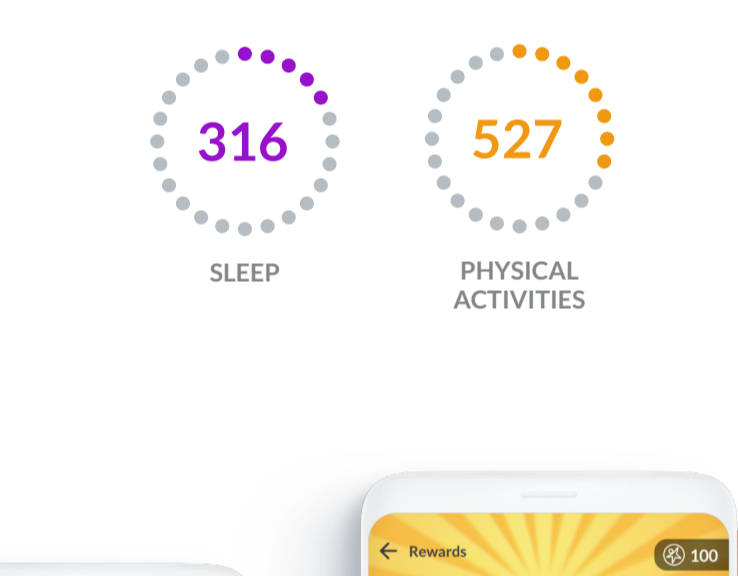 316
527
SLEEP
PHYSICAL
ACTIVITIES
Rewards
100